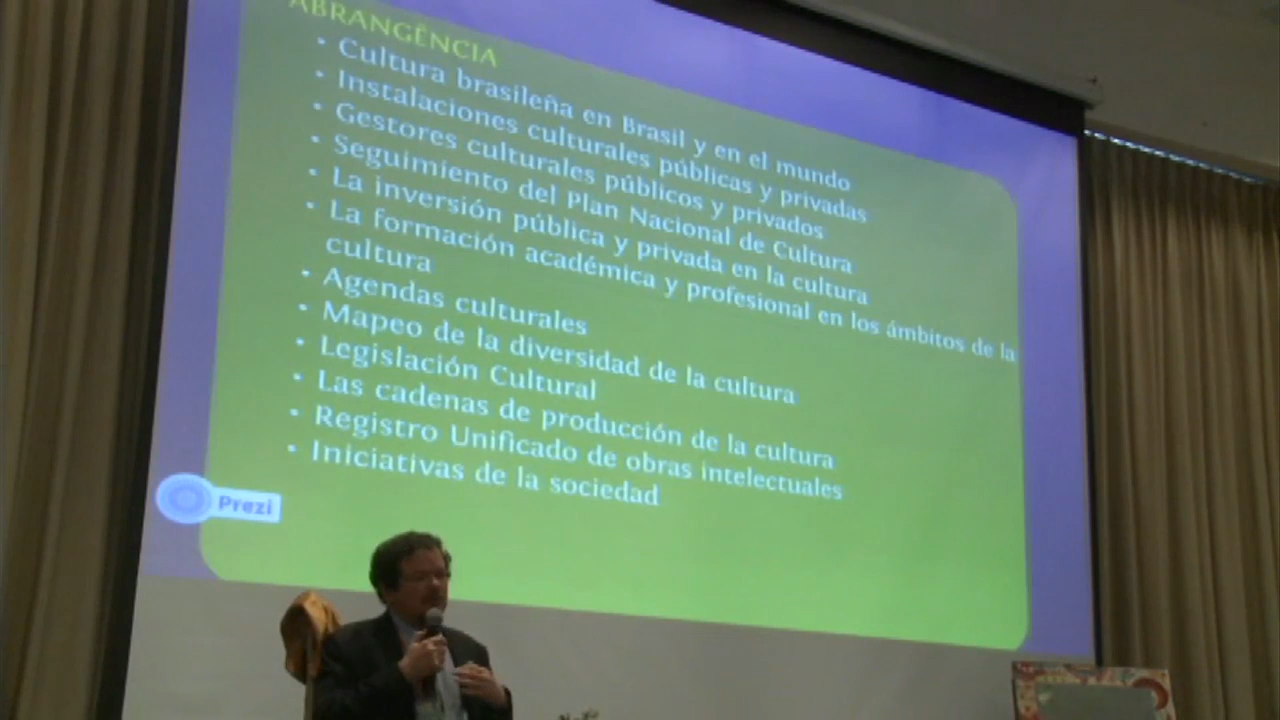 ABRANGÊNCIA
• Cultura brasileña en Brasil y en el mundo
• Instalaciones culturales públicas y privadas
• Gestores culturales públicos y privados
• Seguimiento del Plan Nacional de Cultura
• La inversión pública y privada en la cultura
• La formación académica y profesional en los ámbitos de la
cultura
• Agendas culturales
• Mapeo de la diversidad de la cultura
• Legislación Cultural
• Las cadenas de producción de la cultura
• Registro Unificado de obras intelectuales
• Iniciativas de la sociedad
Prezi